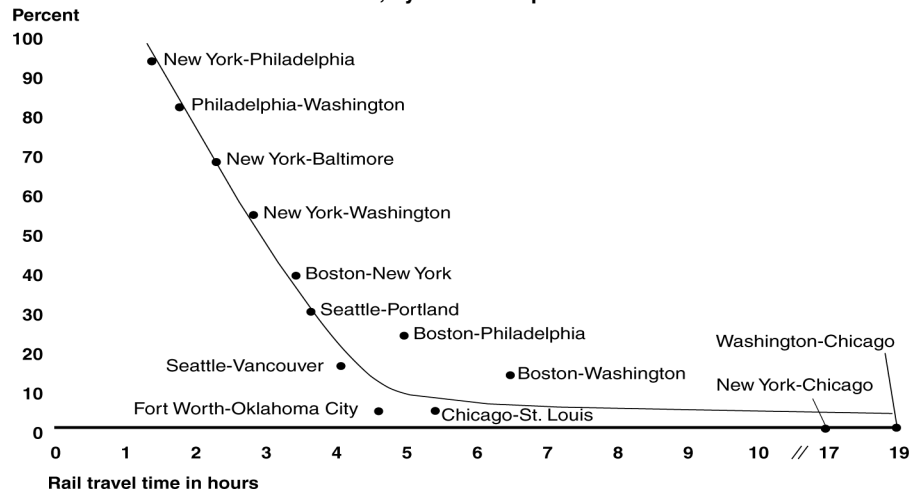 Percent
100
New York-Philadelphia
90
80
Philadelphia-Washington
70
New York-Baltimore
60
New York-Washington
50
40
Boston-New York
30
Seattle-Portland
Boston-Philadelphia
20
Washington-Chicago
Seattle-Vancouver
Boston-Washington
10
New York-Chicago
Fort Worth-Oklahoma City
Chicago-St. Louis
0
0 1 2 3 4 5 6 7 8 9 10 // 17 19
Rail travel time in hours